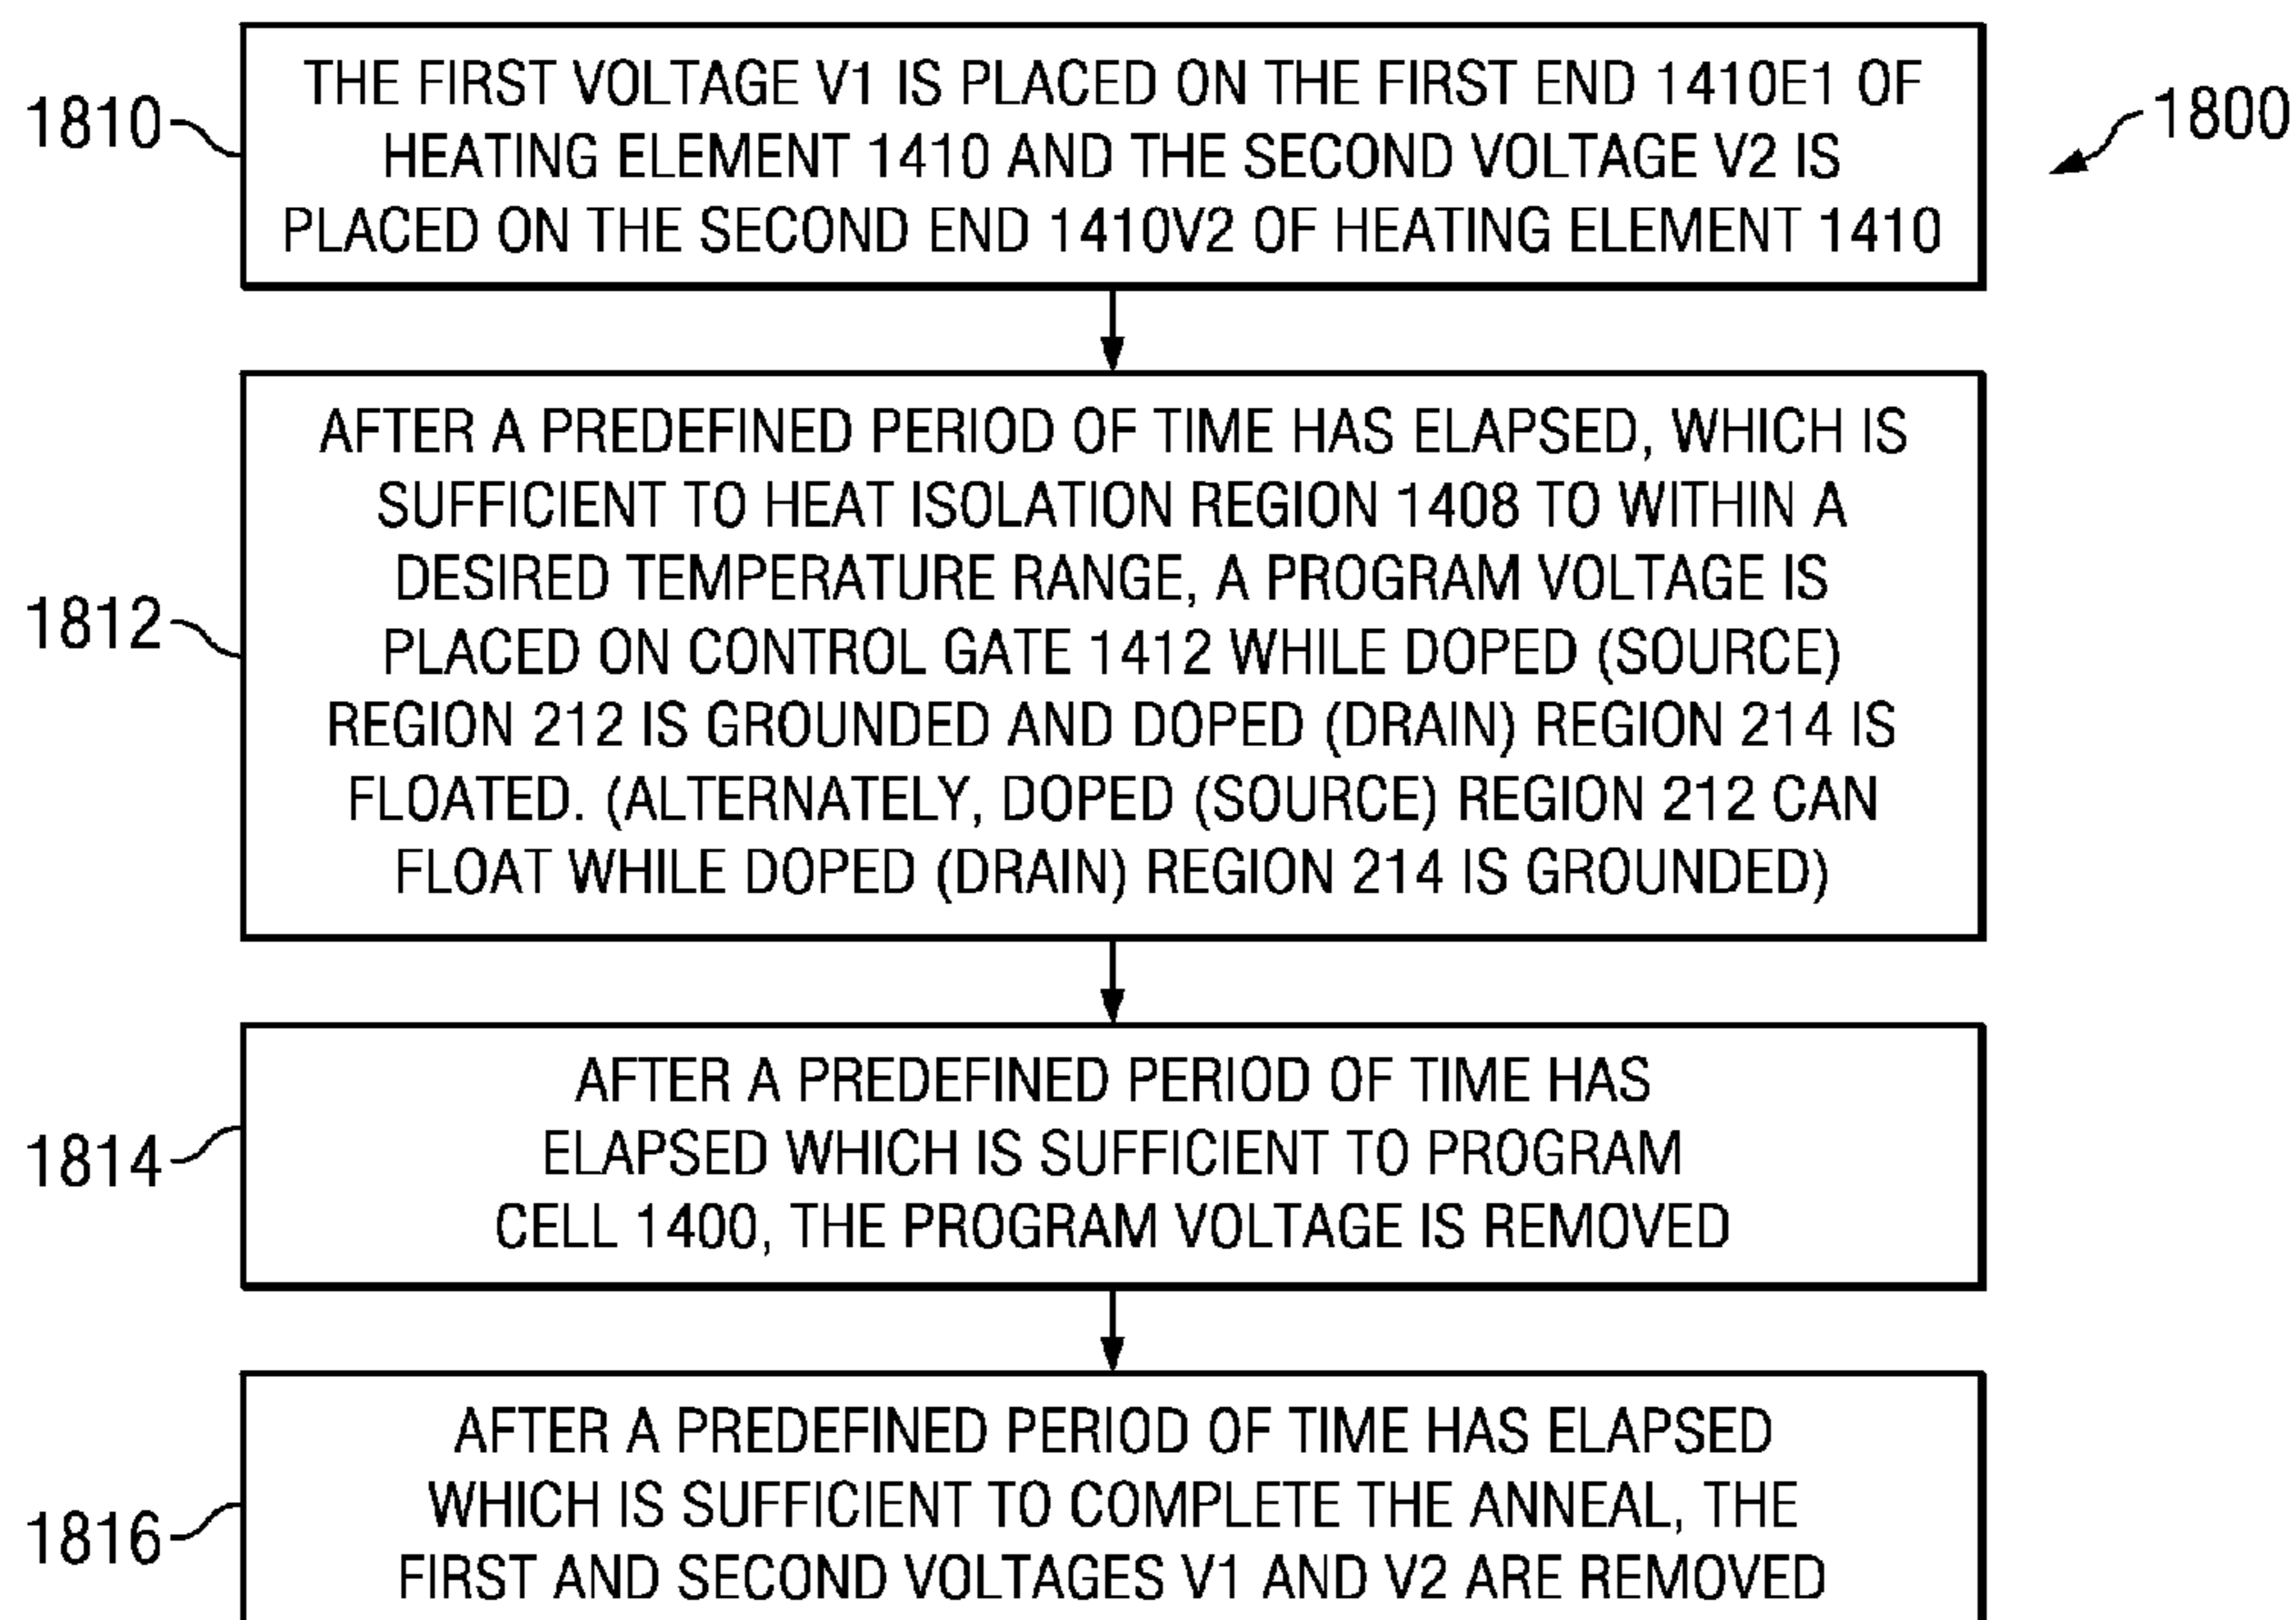 1810
THE FIRST VOLTAGE V1 IS PLACED ON THE FIRST END 1410E1 OF
HEATING ELEMENT 1410 AND THE SECOND VOLTAGE V2 IS
PLACED ON THE SECOND END 1410V2 OF HEATING ELEMENT 1410
1800
1812
AFTER A PREDEFINED PERIOD OF TIME HAS ELAPSED, WHICH IS
SUFFICIENT TO HEAT ISOLATION REGION 1408 TO WITHIN A
DESIRED TEMPERATURE RANGE, A PROGRAM VOLTAGE IS
PLACED ON CONTROL GATE 1412 WHILE DOPED (SOURCE)
REGION 212 IS GROUNDED AND DOPED (DRAIN) REGION 214 IS
FLOATED. (ALTERNATELY, DOPED (SOURCE) REGION 212 CAN
FLOAT WHILE DOPED (DRAIN) REGION 214 IS GROUNDED)
1814
AFTER A PREDEFINED PERIOD OF TIME HAS
ELAPSED WHICH IS SUFFICIENT TO PROGRAM
CELL 1400, THE PROGRAM VOLTAGE IS REMOVED
1816
AFTER A PREDEFINED PERIOD OF TIME HAS ELAPSED
WHICH IS SUFFICIENT TO COMPLETE THE ANNEAL, THE
FIRST AND SECOND VOLTAGES V1 AND V2 ARE REMOVED